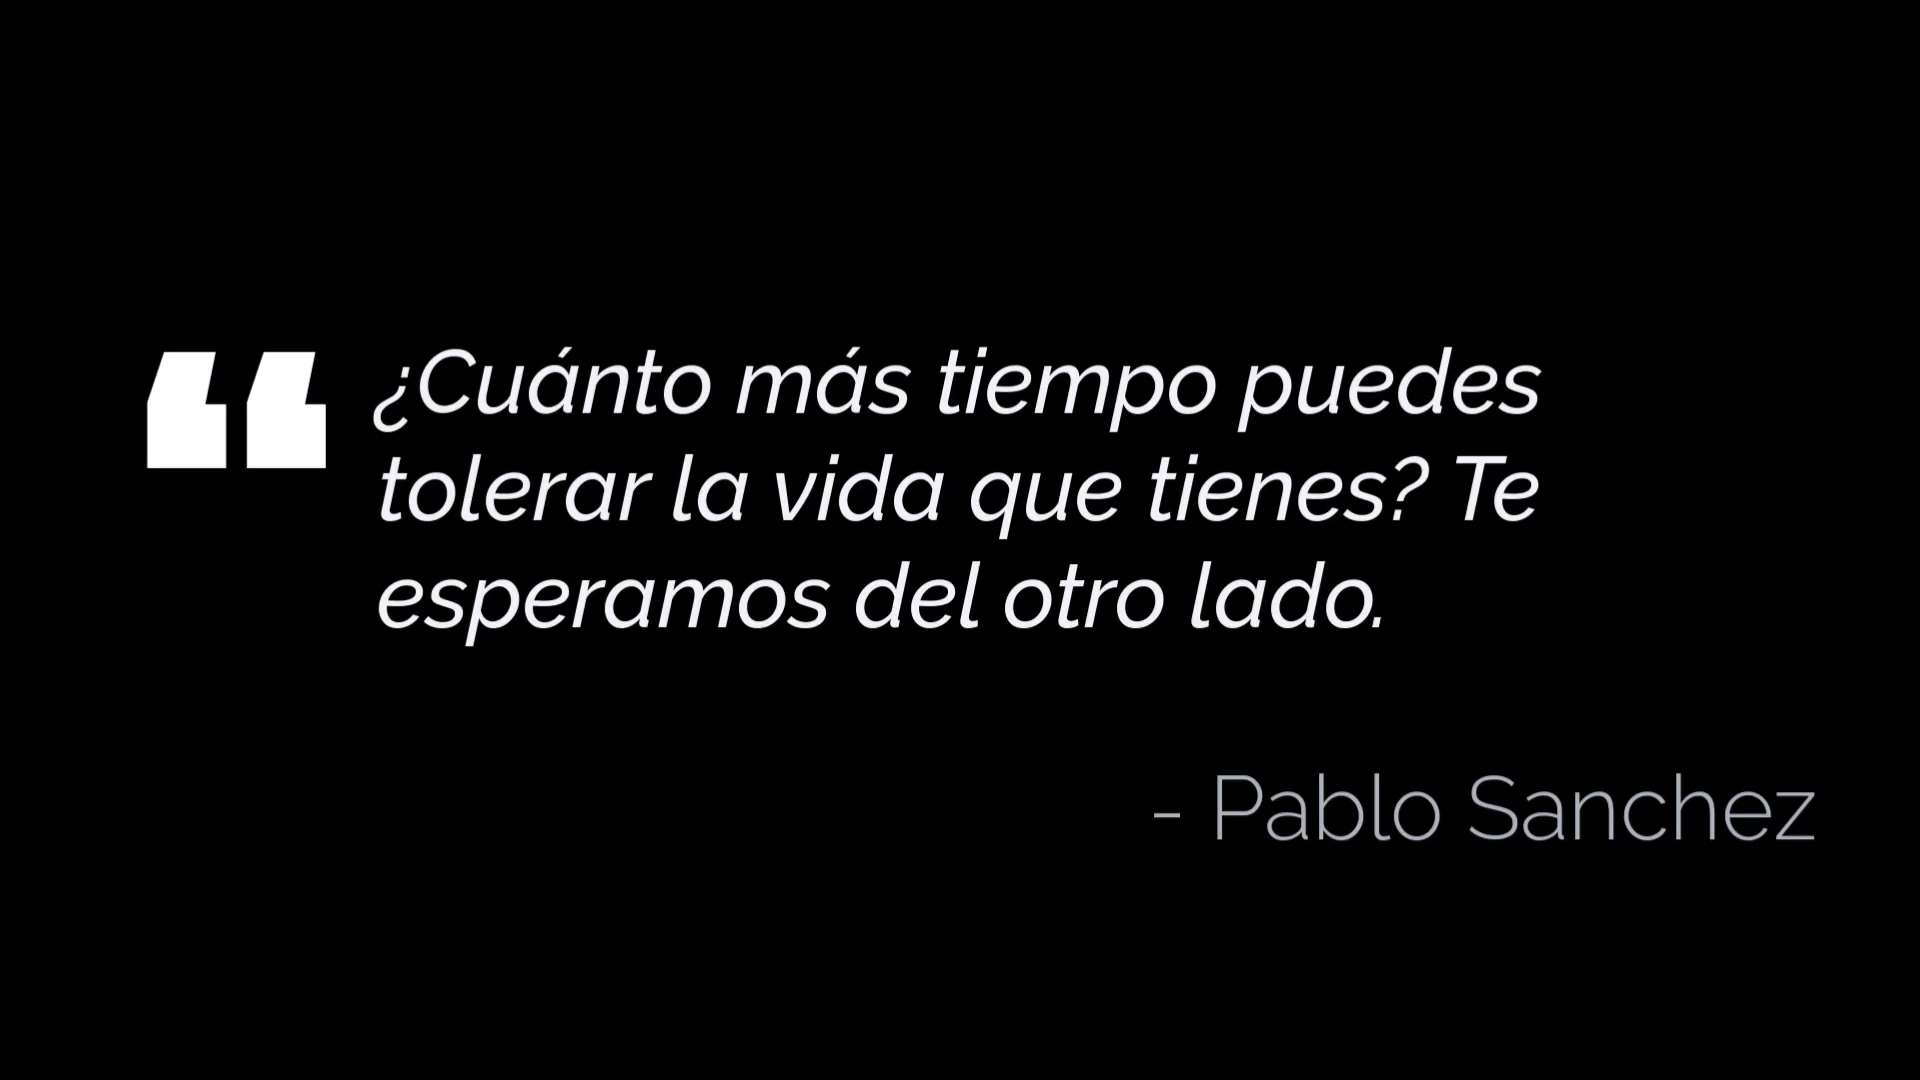 “ ¿Cuánto más tiempo puedes
tolerar la vida que tienes? Te
esperamos del otro lado.
- Pablo Sanchez